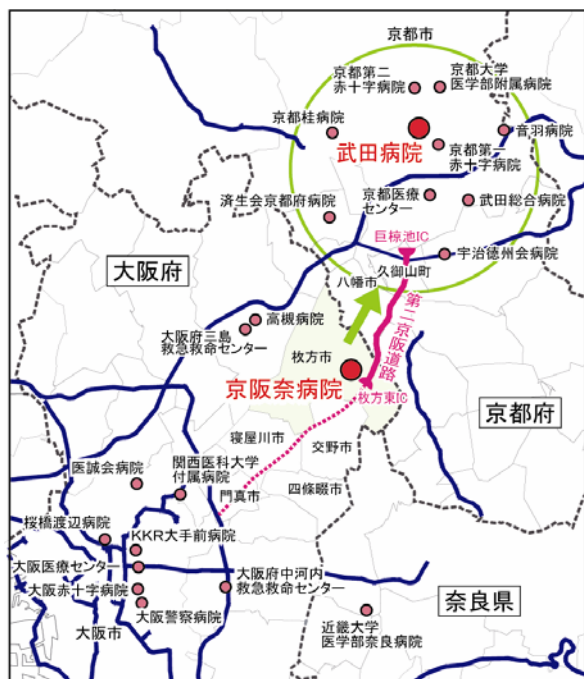 京都市
京都第二
赤十字病院
京都大学
医学部附属病院
京都桂病院
音羽病院
武田病院
京都第一
赤十字病院
京都医療
センター
武田総合病院
済生会京都府病院
巨椋池IC
宇治徳州会病院
久御山町
八幡市
大阪府
第二京阪道路
高槻病院
大阪府三島
救急救命センター
枚方市
京阪奈病院
枚方東IC
京都府
寝屋川市
交野市
関西医科大学
付属病院
医誠会病院
四條畷市
門真市
桜橋渡辺病院
KKR大手前病院
大阪医療センター
大阪府中河内
救急救命センター
大阪赤十字病院
大阪警察病院
大阪市
奈良県
近畿大学
医学部奈良病院